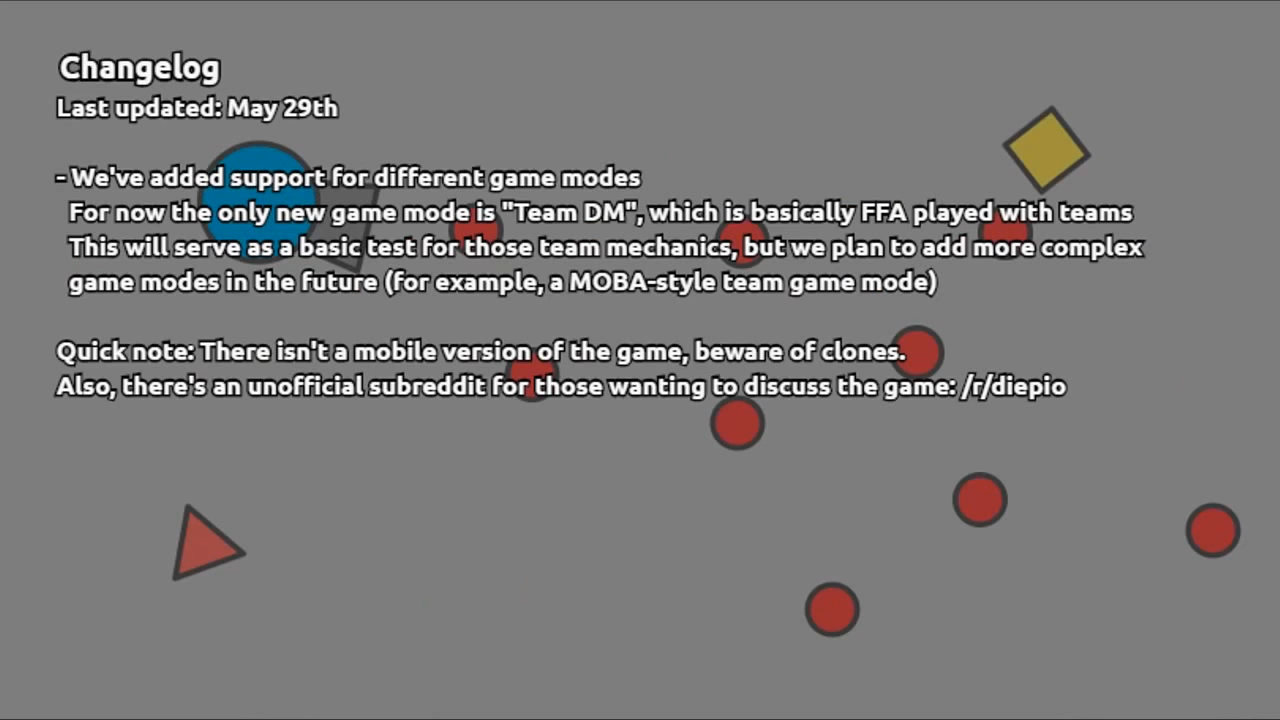 Changelog
Last updated: May 29th
- We've added support for different game modes
For now the only new game mode is "Team DM", which is basically FFA played with teams
This will serve as a basic test for those team mechanics, but we plan to add more complex
game modes in the future (for example, a MOBA-style team game mode)
Quick note: There isn't a mobile version of the game, beware of clones.
Also, there's an unofficial subreddit for those wanting to discuss the game: /r/diepio